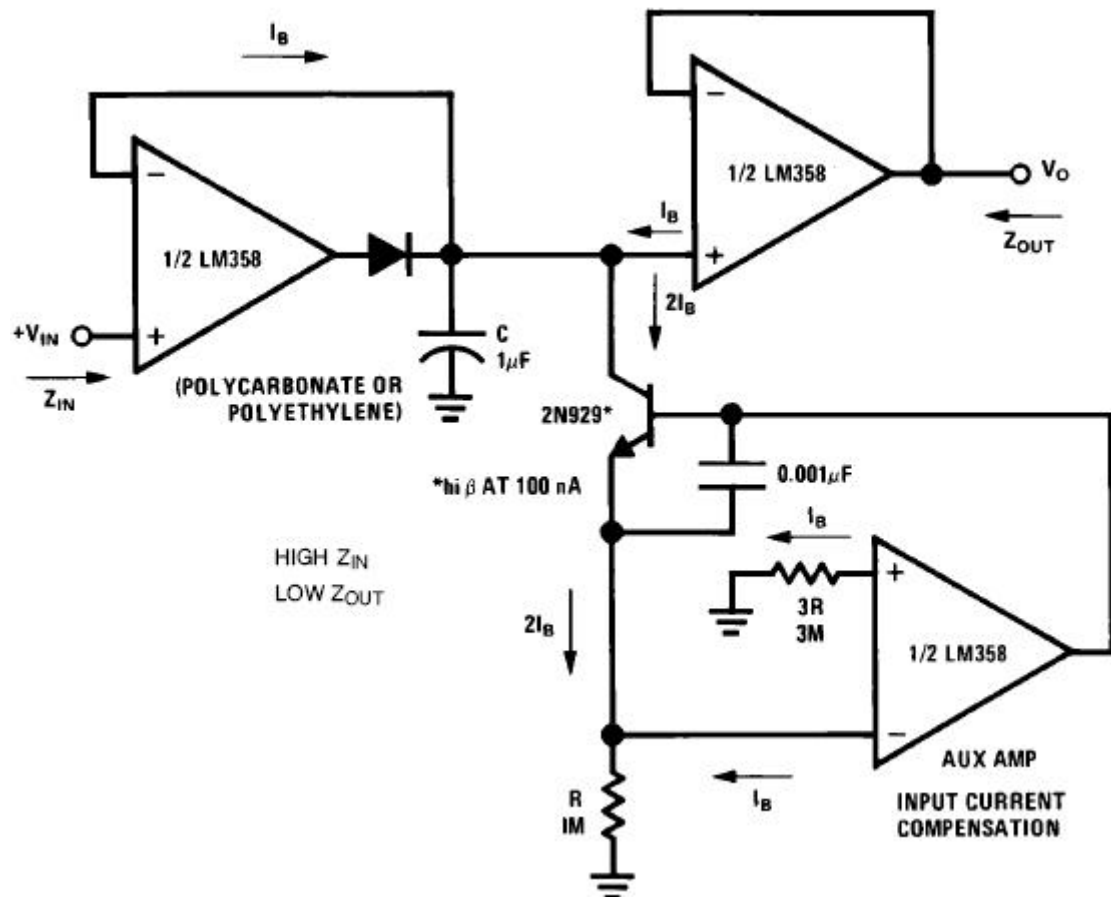 I_B
−
1/2 LM358
+V_IN
+
Z_IN
(POLYCARBONATE OR
POLYETHYLENE)
C
1µF
−
1/2 LM358
+
I_B
V_O
Z_OUT
2I_B
2N929*
*hi β AT 100 nA
0.001µF
HIGH Z_IN
LOW Z_OUT
I_B
3R
3M
+
1/2 LM358
−
2I_B
I_B
R
1M
AUX AMP
INPUT CURRENT
COMPENSATION